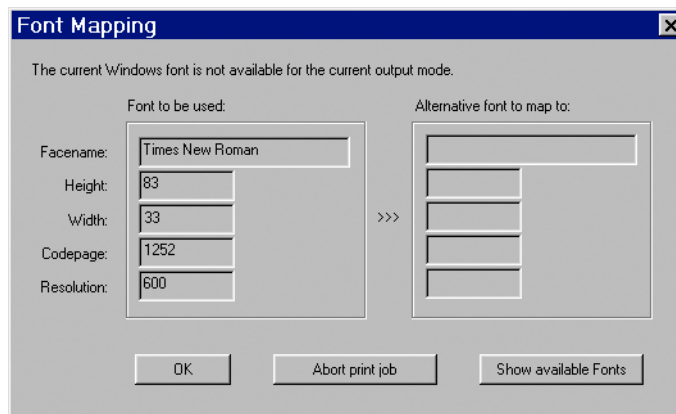 Font Mapping
The current Windows font is not available for the current output mode.
Font to be used: Alternative font to map to:
Facename: Times New Roman
Height: 83
Width: 33 >>>
Codepage: 1252
Resolution: 600
OK Abort print job Show available Fonts